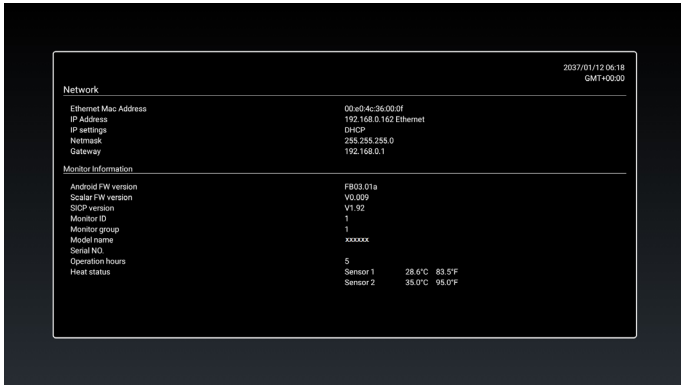 2037/01/12 06:18
GMT+00:00
Network
Ethernet Mac Address 00:e0:4c:36:00:0f
IP Address 192.168.0.162 Ethernet
IP settings DHCP
Netmask 255.255.255.0
Gateway 192.168.0.1
Monitor Information
Android FW version FB03.01a
Scalar FW version V0.009
SICP version V1.92
Monitor ID 1
Monitor group 1
Model name xxxxxx
Serial NO.
Operation hours 5
Heat status Sensor 1 28.6°C 83.5°F
Sensor 2 35.0°C 95.0°F